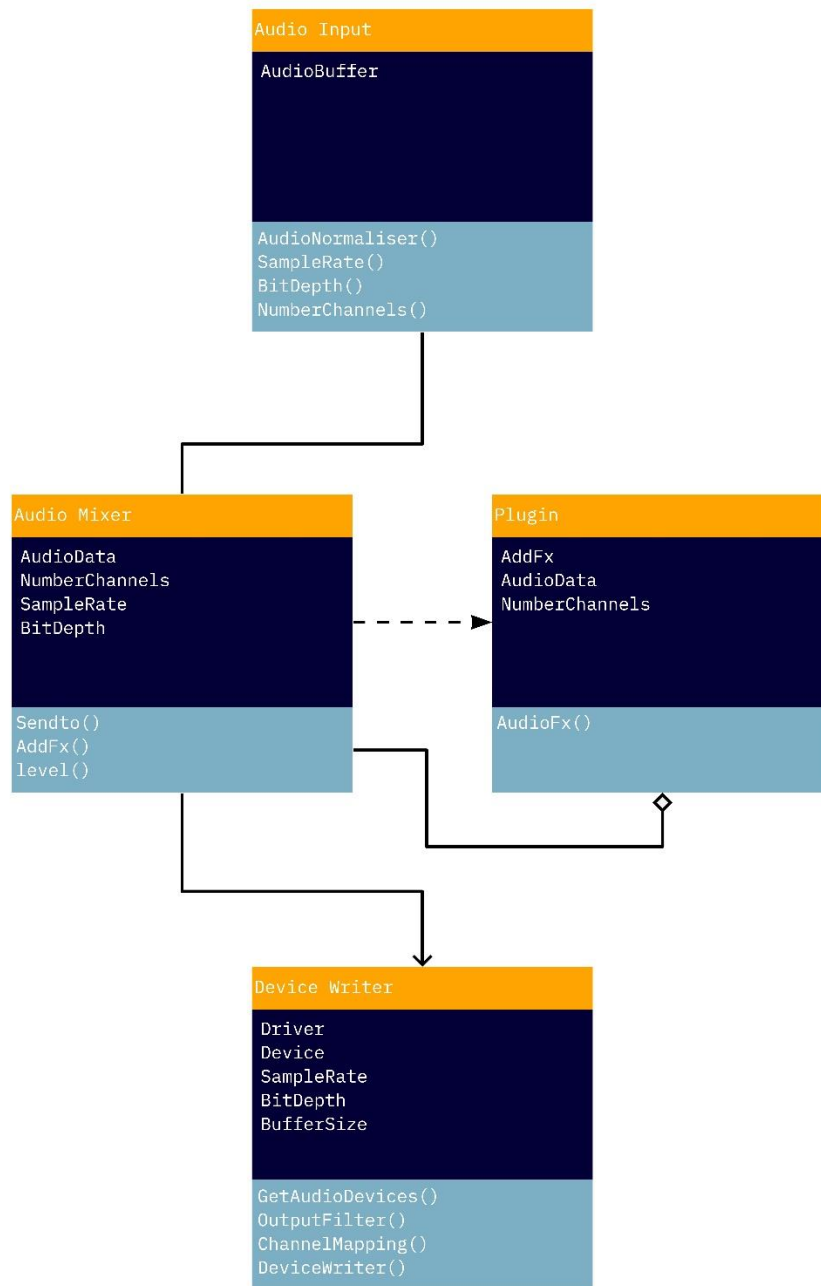 Audio Input
AudioBuffer
AudioNormaliser()
SampleRate()
BitDepth()
NumberChannels()
Audio Mixer
AudioData
NumberChannels
SampleRate
BitDepth
Sendto()
AddFx()
level()
Plugin
AddFx
AudioData
NumberChannels
AudioFx()
Device Writer
Driver
Device
SampleRate
BitDepth
BufferSize
GetAudioDevices()
OutputFilter()
ChannelMapping()
DeviceWriter()